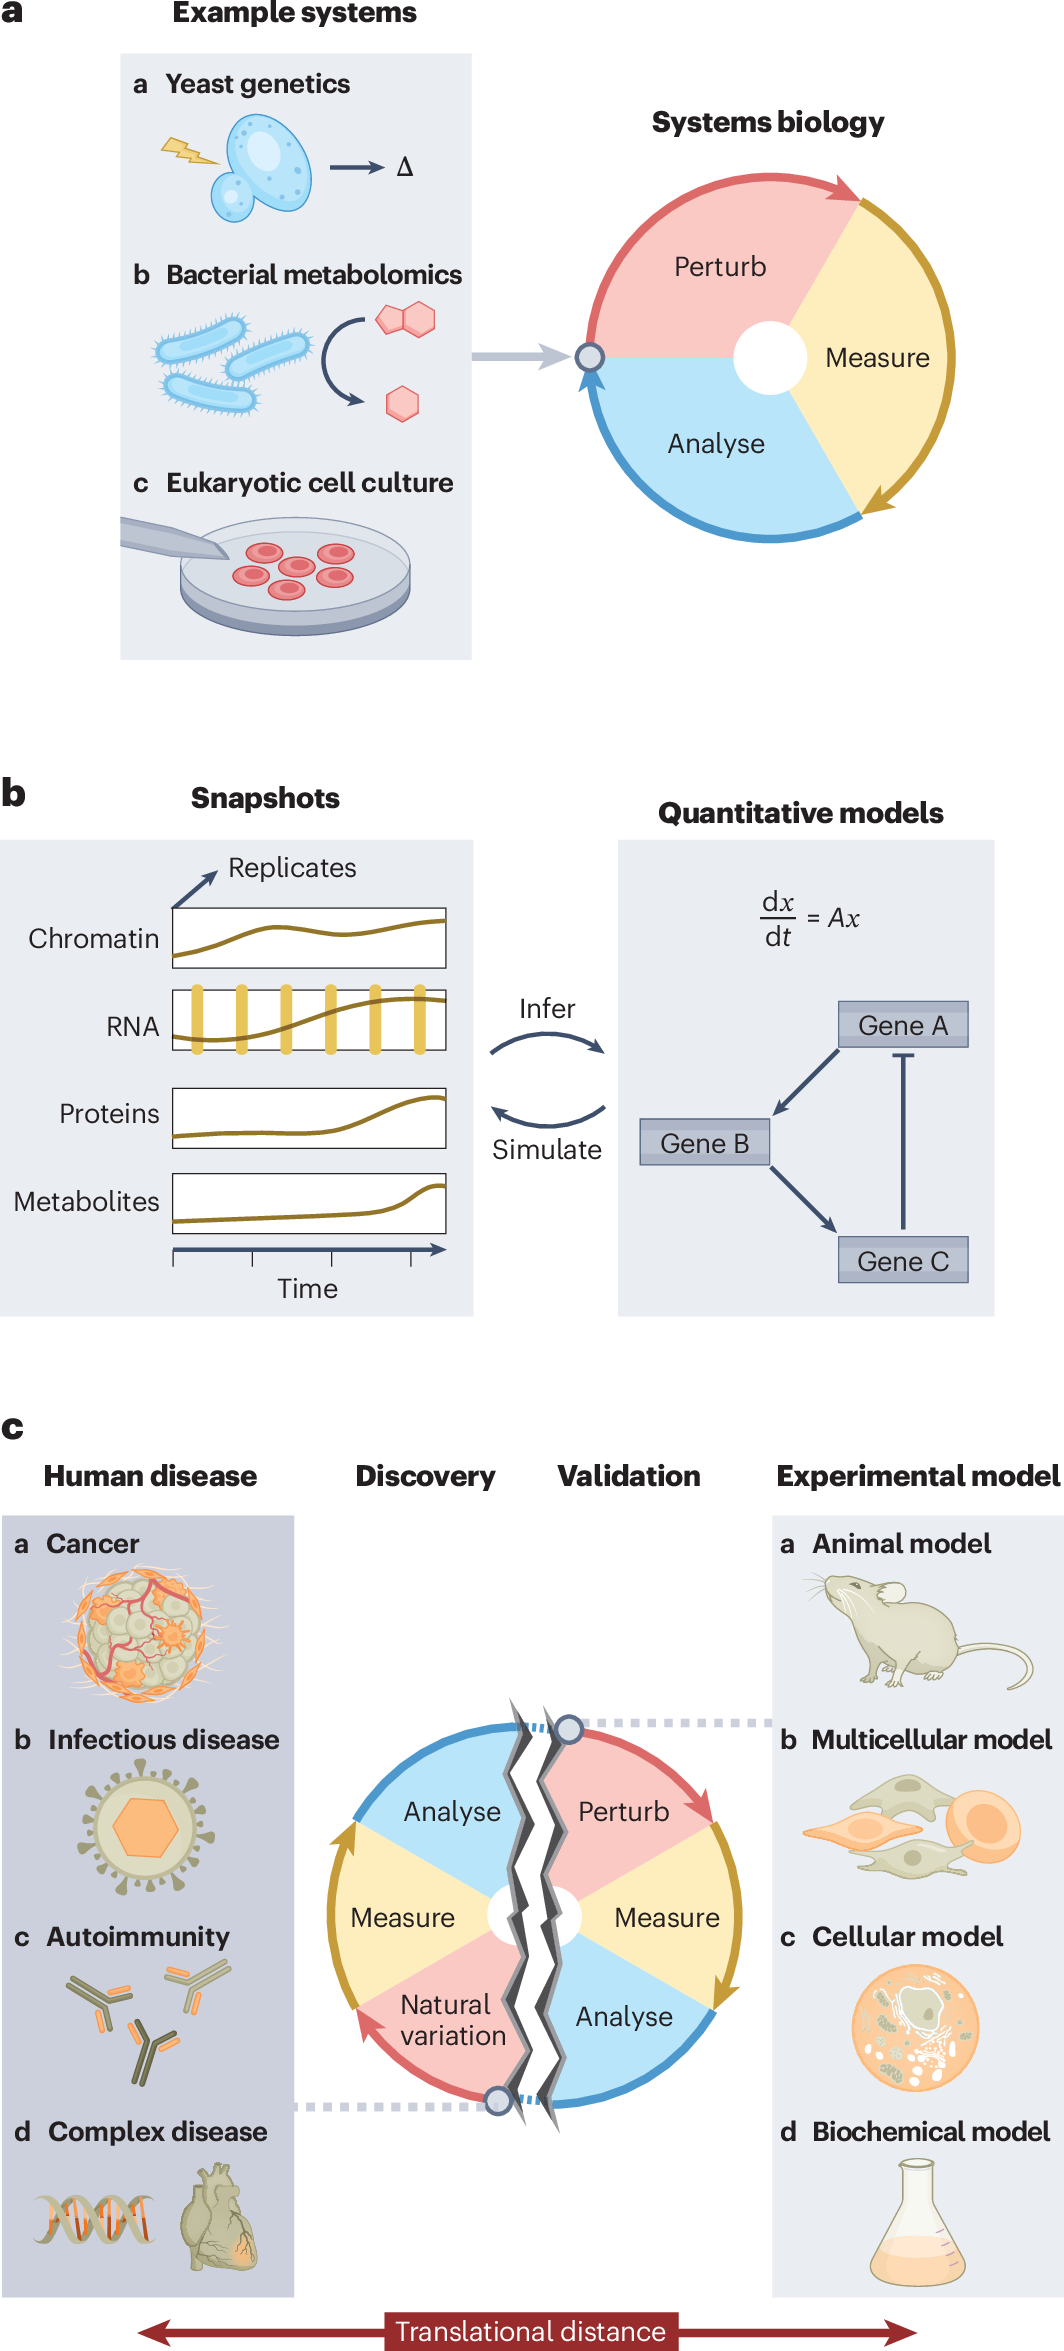 a
Example systems
a Yeast genetics
Δ
b Bacterial metabolomics
c Eukaryotic cell culture
Systems biology
Perturb
Measure
Analyse
b
Snapshots
Replicates
Chromatin
RNA
Proteins
Metabolites
Time
Infer
Simulate
Quantitative models
dx/dt = Ax
Gene A
Gene B
Gene C
c
Human disease
Discovery
Validation
Experimental model
a Cancer
b Infectious disease
c Autoimmunity
d Complex disease
Analyse
Measure
Natural
variation
Perturb
Measure
Analyse
a Animal model
b Multicellular model
c Cellular model
d Biochemical model
Translational distance